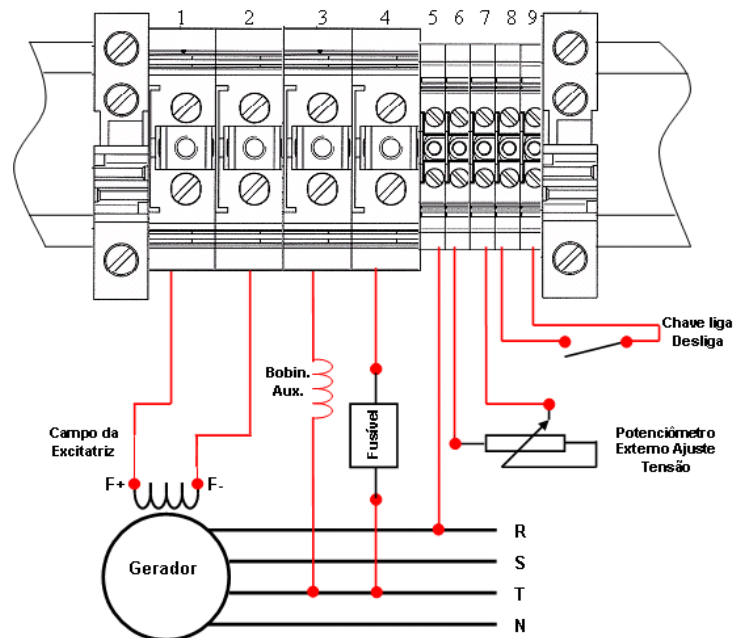 1 2 3 4 5 6 7 8 9
Chave liga
Desliga
Bobin.
Aux.
Fusível
Campo da
Excitatriz
Potenciômetro
Externo Ajuste
Tensão
F+ F-
Gerador
R
S
T
N